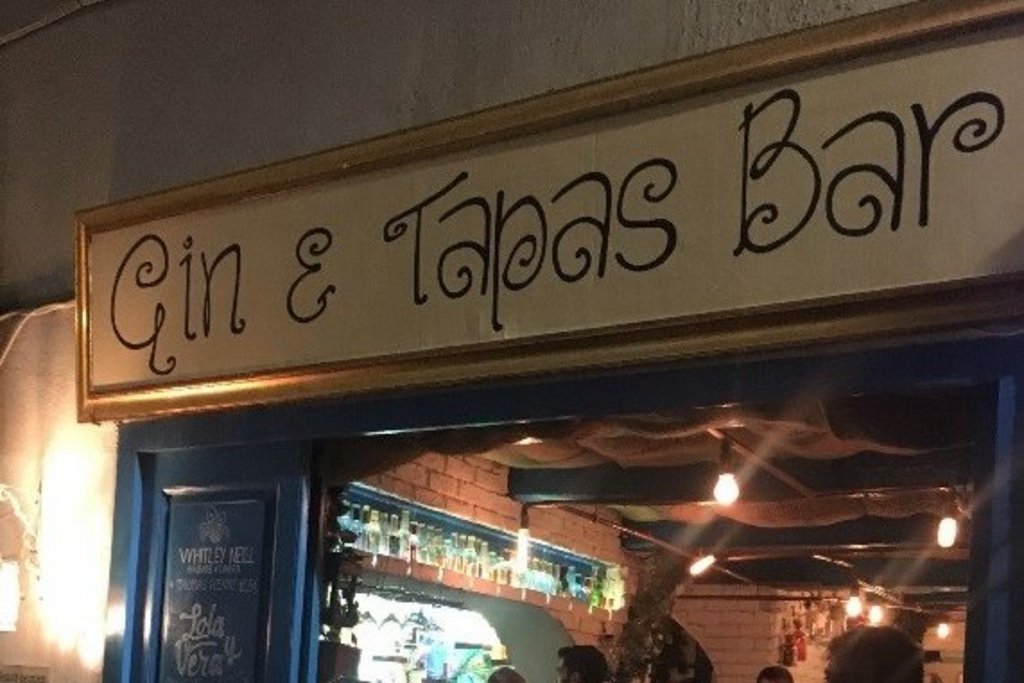 Gin & Tapas Bar
WHITLEY NEILL
Lola
y
Vera